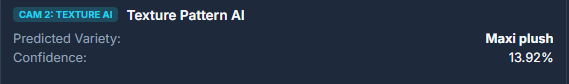 CAM 2: TEXTURE AI Texture Pattern AI
Predicted Variety: Maxi plush
Confidence: 13.92%